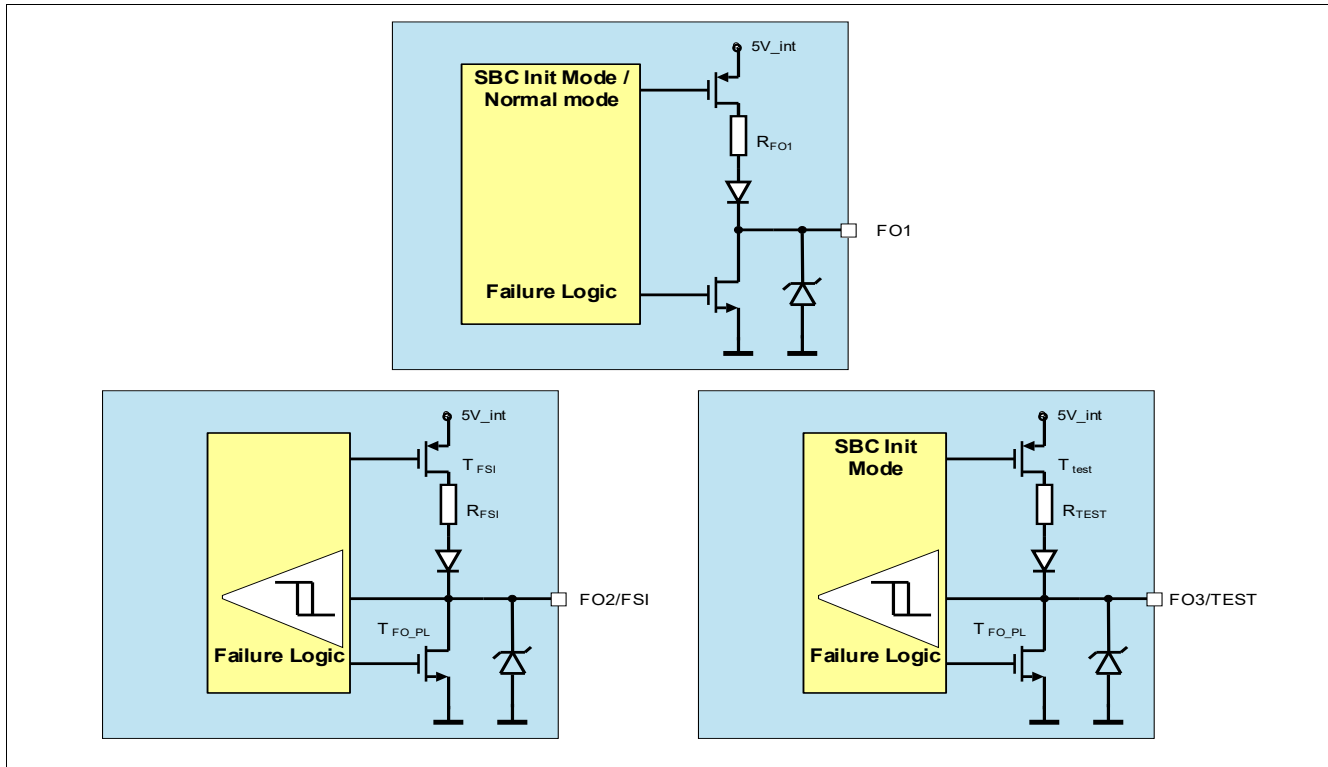 5V_int
SBC Init Mode /
Normal mode
RFO1
FO1
Failure Logic
5V_int
TFSI
RFSI
FO2/FSI
TFO_PL
Failure Logic
5V_int
SBC Init
Mode
Ttest
RTEST
FO3/TEST
TFO_PL
Failure Logic